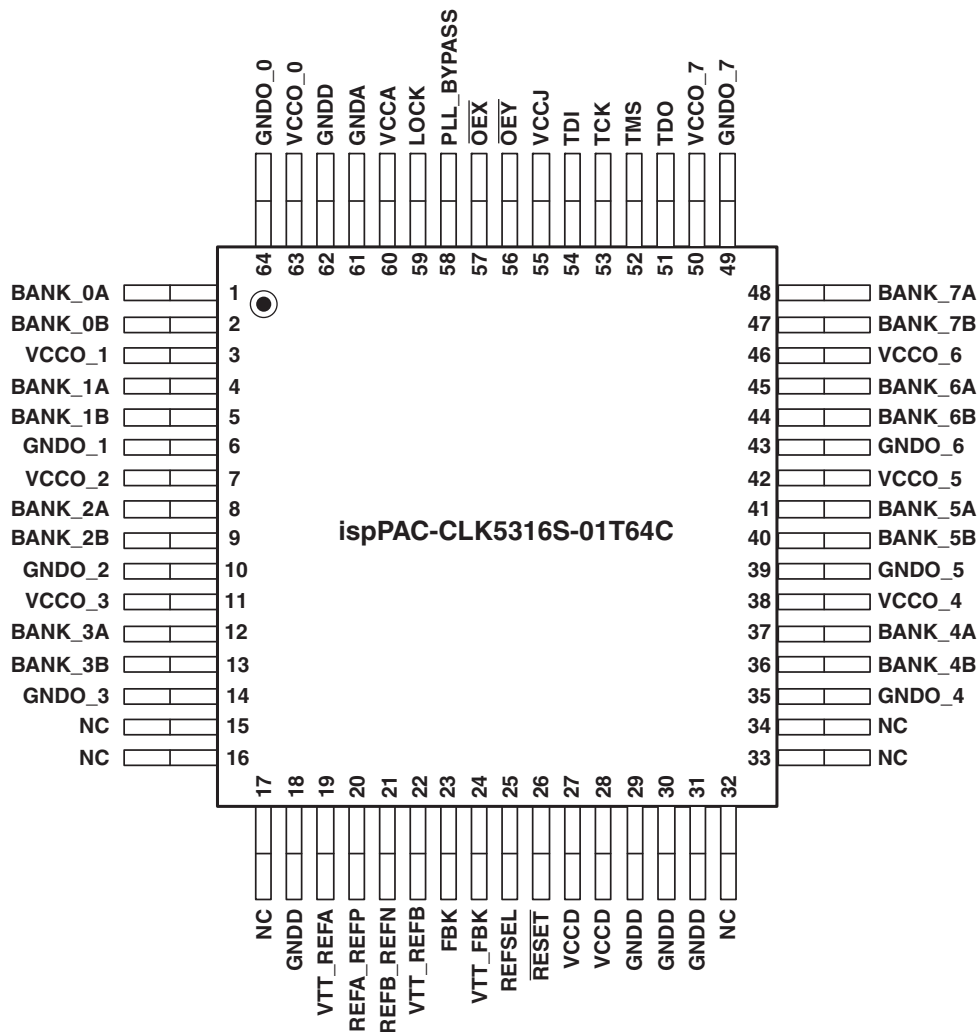 GNDO_0
VCCO_0
GNDD
GNDA
VCCA
LOCK
PLL_BYPASS
OEX
OEY
VCCJ
TDI
TCK
TMS
TDO
VCCO_7
GNDO_7
64 63 62 61 60 59 58 57 56 55 54 53 52 51 50 49
BANK_0A 1 48 BANK_7A
BANK_0B 2 47 BANK_7B
VCCO_1 3 46 VCCO_6
BANK_1A 4 45 BANK_6A
BANK_1B 5 44 BANK_6B
GNDO_1 6 43 GNDO_6
VCCO_2 7 42 VCCO_5
BANK_2A 8 41 BANK_5A
ispPAC-CLK5316S-01T64C
BANK_2B 9 40 BANK_5B
GNDO_2 10 39 GNDO_5
VCCO_3 11 38 VCCO_4
BANK_3A 12 37 BANK_4A
BANK_3B 13 36 BANK_4B
GNDO_3 14 35 GNDO_4
NC 15 34 NC
NC 16 33 NC
17 18 19 20 21 22 23 24 25 26 27 28 29 30 31 32
NC
GNDD
VTT_REFA
REFA_REFP
REFB_REFN
VTT_REFB
FBK
VTT_FBK
REFSEL
RESET
VCCD
VCCD
GNDD
GNDD
GNDD
NC